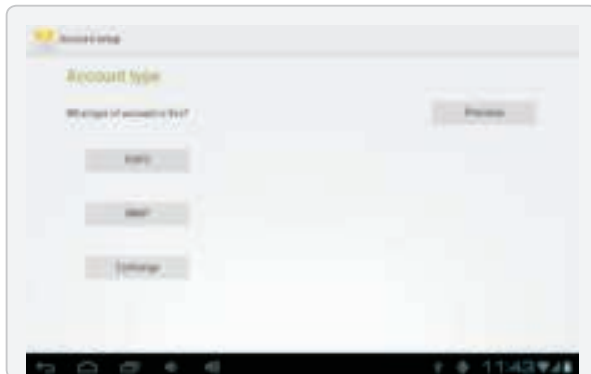 Account setup
Account type
What type of account is this?
Previous
POP3
IMAP
Exchange
11:43